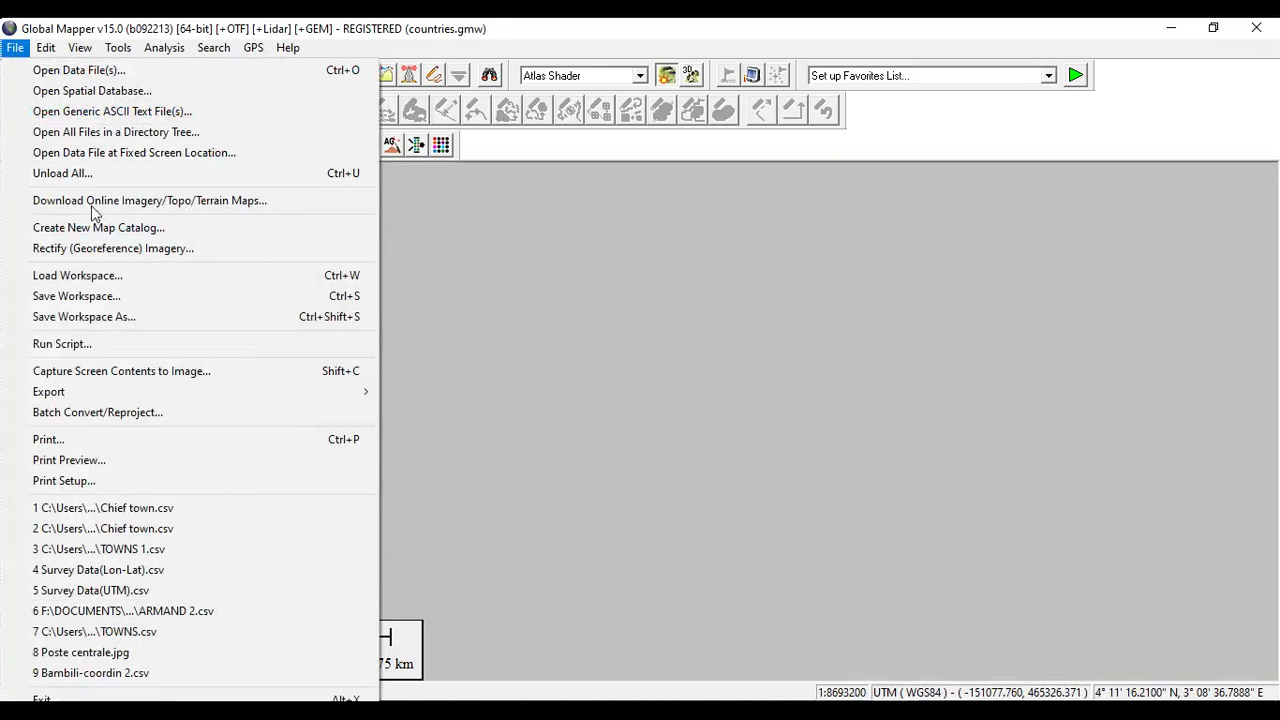 Global Mapper v15.0 (b092213) [64-bit] [+OTF] [+Lidar] [+GEM] - REGISTERED (countries.gmw)
File Edit View Tools Analysis Search GPS Help
Open Data File(s)... Ctrl+O
Atlas Shader
Set up Favorites List...
Open Spatial Database...
Open Generic ASCII Text File(s)...
Open All Files in a Directory Tree...
Open Data File at Fixed Screen Location...
Unload All... Ctrl+U
Download Online Imagery/Topo/Terrain Maps...
Create New Map Catalog...
Rectify (Georeference) Imagery...
Load Workspace... Ctrl+W
Save Workspace... Ctrl+S
Save Workspace As... Ctrl+Shift+S
Run Script...
Capture Screen Contents to Image... Shift+C
Export
Batch Convert/Reproject...
Print... Ctrl+P
Print Preview...
Print Setup...
1 C:\Users\...\Chief town.csv
2 C:\Users\...\Chief town.csv
3 C:\Users\...\TOWNS 1.csv
4 Survey Data(Lon-Lat).csv
5 Survey Data(UTM).csv
6 F:\DOCUMENTS\...\ARMAND 2.csv
7 C:\Users\...\TOWNS.csv
8 Poste centrale.jpg
75 km
9 Bambili-coordin 2.csv
Exit Alt+X
1:8693200 UTM ( WGS84 ) - ( -151077.760, 465326.371 ) 4° 11' 16.2100" N, 3° 08' 36.7888" E